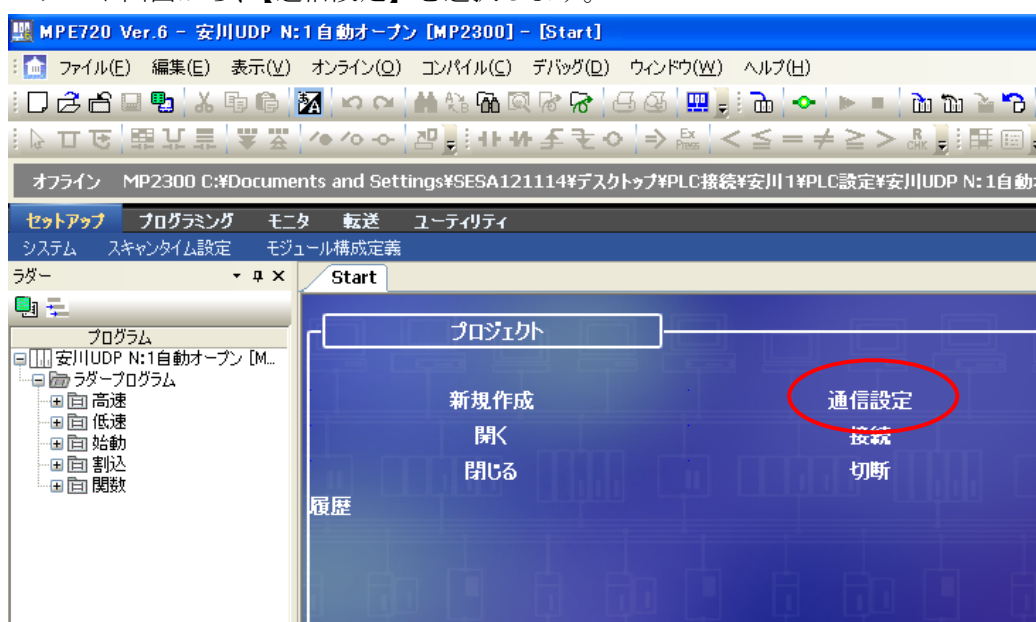 MPE720 Ver.6 - 安川UDP N:1自動オープン [MP2300] - [Start]
ファイル(F) 編集(E) 表示(V) オンライン(O) コンパイル(C) デバッグ(D) ウィンドウ(W) ヘルプ(H)
オフライン MP2300 C:¥Documents and Settings¥SESA121114¥デスクトップ¥PLC接続¥安川1¥PLC設定¥安川UDP N:1自動
セットアップ プログラミング モニタ 転送 ユーティリティ
システム スキャンタイム設定 モジュール構成定義
ラダー
Start
プログラム
安川UDP N:1自動オープン [M...
ラダープログラム
高速
低速
始動
割込
関数
プロジェクト
新規作成 通信設定
開く 接続
閉じる 切断
履歴